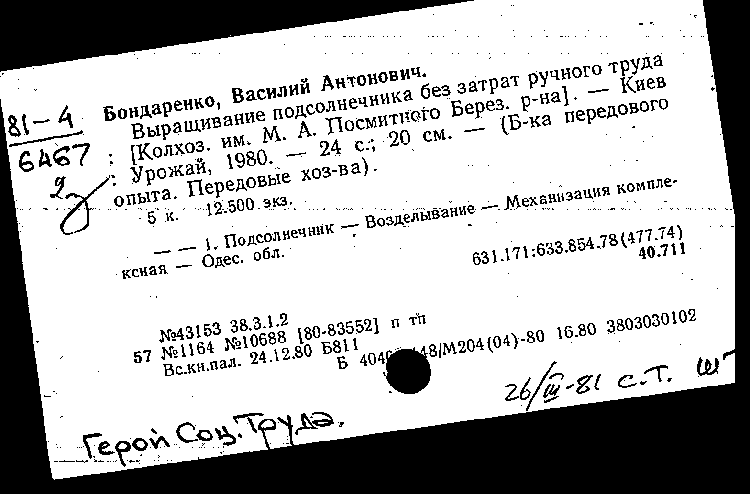 81-4
6467
2
Бондаренко, Василий Антонович.
Выращивание подсолнечника без затрат ручного труда
: [Колхоз. им. М. А. Посмитного Берез. р-на]. — Киев
: Урожай, 1980. — 24 с.; 20 см. — (Б-ка передового
опыта. Передовые хоз-ва).
5 к. 12.500 экз.
— — 1. Подсолнечник — Возделывание — Механизация компле-
ксная — Одес. обл.
631.171:633.854.78(477.74)
40.711
№43153 38.3.1.2
57 №1164 №10688 [80-83552] п тп
Вс.кн.пал. 24.12.80 Б811
Б 48/М204(04)-80 16.80 3803030102
26/III-81 с.т.
Герой Соц. Труда.